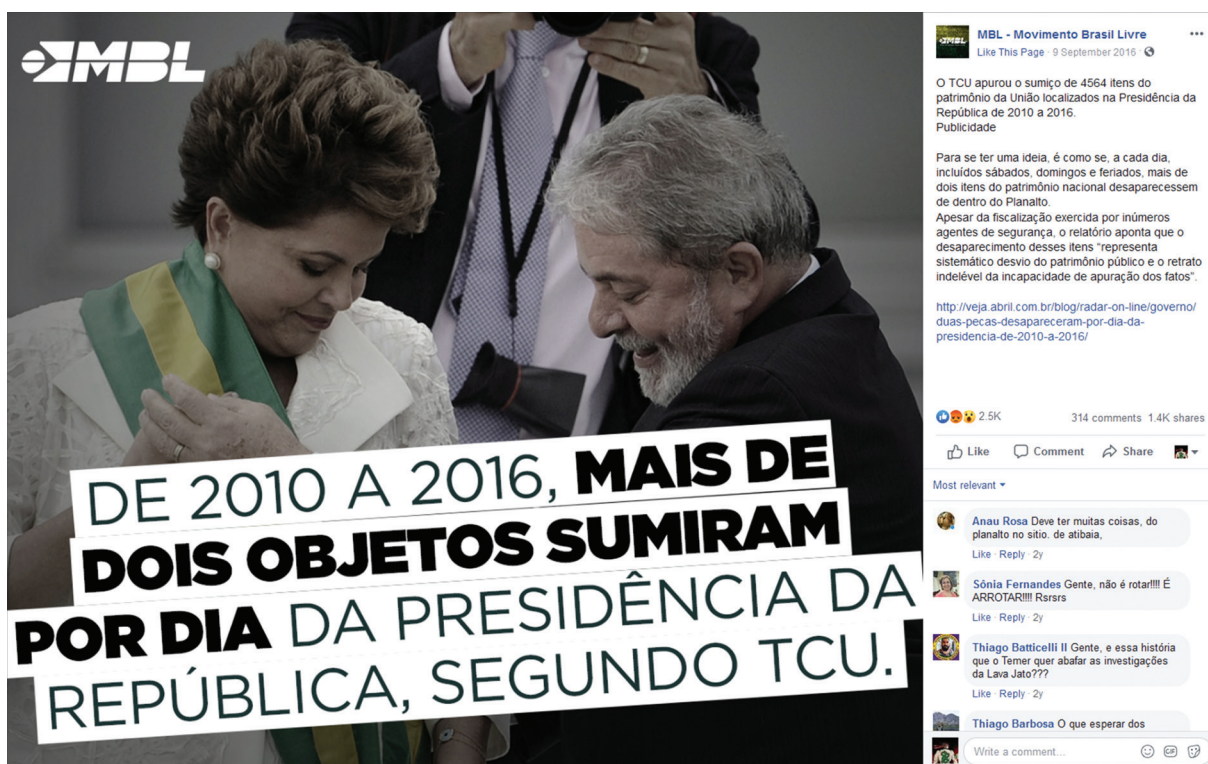 MBL
DE 2010 A 2016, MAIS DE
DOIS OBJETOS SUMIRAM
POR DIA DA PRESIDÊNCIA DA
REPÚBLICA, SEGUNDO TCU.
MBL
MBL - Movimento Brasil Livre
Like This Page · 9 September 2016 ·
O TCU apurou o sumiço de 4564 itens do
patrimônio da União localizados na Presidência da
República de 2010 a 2016.
Publicidade
Para se ter uma ideia, é como se, a cada dia,
incluídos sábados, domingos e feriados, mais de
dois itens do patrimônio nacional desaparecessem
de dentro do Planalto.
Apesar da fiscalização exercida por inúmeros
agentes de segurança, o relatório aponta que o
desaparecimento desses itens “representa
sistemático desvio do patrimônio público e o retrato
indelével da incapacidade de apuração dos fatos”.
http://veja.abril.com.br/blog/radar-on-line/governo/
duas-pecas-desapareceram-por-dia-da-
presidencia-de-2010-a-2016/
2.5K 314 comments 1.4K shares
Like Comment Share
Most relevant
Anau Rosa Deve ter muitas coisas, do
planalto no sitio. de atibaia,
Like · Reply · 2y
Sônia Fernandes Gente, não é rotar!!!! É
ARROTAR!!!! Rsrsrs
Like · Reply · 2y
Thiago Batticelli II Gente, e essa história
que o Temer quer abafar as investigações
da Lava Jato???
Like · Reply · 2y
Thiago Barbosa O que esperar dos
Write a comment...
GIF